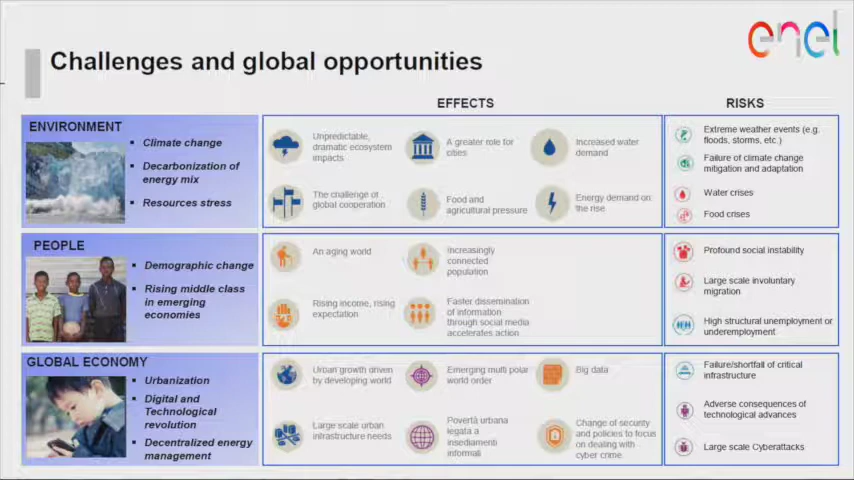 enel
Challenges and global opportunities
EFFECTS
RISKS
ENVIRONMENT
Climate change
Decarbonization of
energy mix
Resources stress
Unpredictable,
dramatic ecosystem
impacts
A greater role for
cities
Increased water
demand
The challenge of
global cooperation
Food and
agricultural pressure
Energy demand on
the rise
Extreme weather events (e.g.
floods, storms, etc.)
Failure of climate change
mitigation and adaptation
Water crises
Food crises
PEOPLE
Demographic change
Rising middle class
in emerging
economies
An aging world
Increasingly
connected
population
Rising income, rising
expectation
Faster dissemination
of information
through social media
accelerates action
Profound social instability
Large scale involuntary
migration
High structural unemployment or
underemployment
GLOBAL ECONOMY
Urbanization
Digital and
Technological
revolution
Decentralized energy
management
Urban growth driven
by developing world
Emerging multi polar
world order
Big data
Large scale urban
infrastructure needs
Povertà urbana
legata a
insediamenti
informali
Change of security
and policies to focus
on dealing with
cyber crime
Failure/shortfall of critical
infrastructure
Adverse consequences of
technological advances
Large scale Cyberattacks